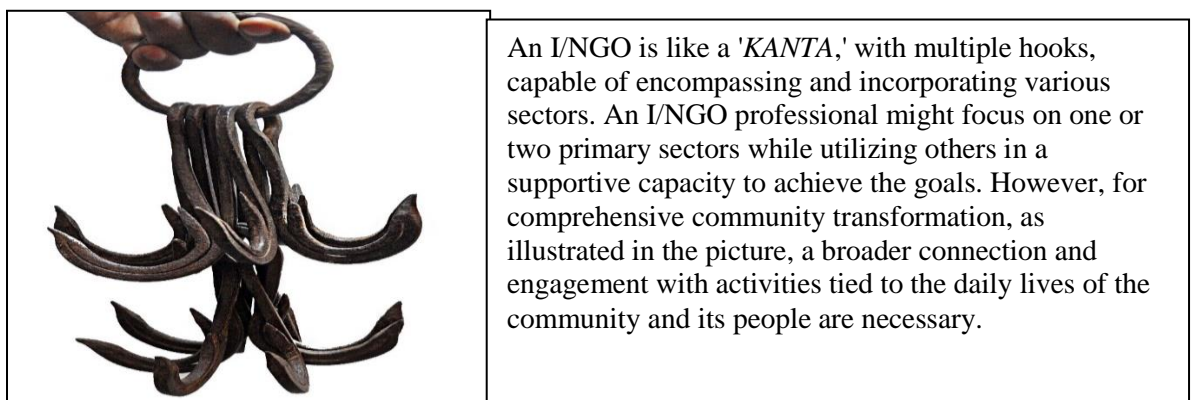 An I/NGO is like a 'KANTA,' with multiple hooks,
capable of encompassing and incorporating various
sectors. An I/NGO professional might focus on one or
two primary sectors while utilizing others in a
supportive capacity to achieve the goals. However, for
comprehensive community transformation, as
illustrated in the picture, a broader connection and
engagement with activities tied to the daily lives of the
community and its people are necessary.